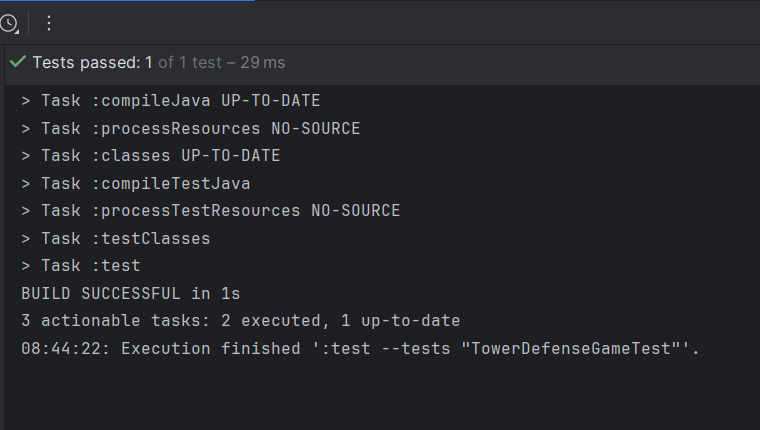 Tests passed: 1 of 1 test – 29 ms
> Task :compileJava UP-TO-DATE
> Task :processResources NO-SOURCE
> Task :classes UP-TO-DATE
> Task :compileTestJava
> Task :processTestResources NO-SOURCE
> Task :testClasses
> Task :test
BUILD SUCCESSFUL in 1s
3 actionable tasks: 2 executed, 1 up-to-date
08:44:22: Execution finished ':test --tests "TowerDefenseGameTest"'.